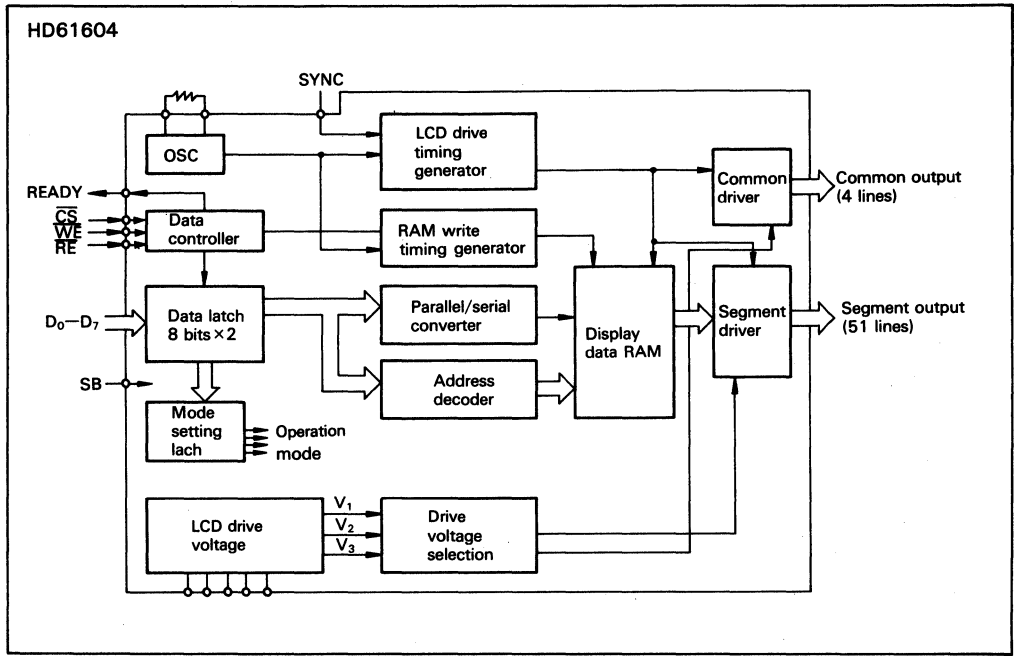 HD61604
SYNC
OSC
LCD drive
timing
generator
Common
driver
Common output
(4 lines)
READY
CS
WE
RE
Data
controller
RAM write
timing generator
D0—D7
Data latch
8 bits×2
Parallel/serial
converter
Display
data RAM
Segment
driver
Segment output
(51 lines)
SB
Address
decoder
Mode
setting
lach
Operation
mode
LCD drive
voltage
V1
V2
V3
Drive
voltage
selection